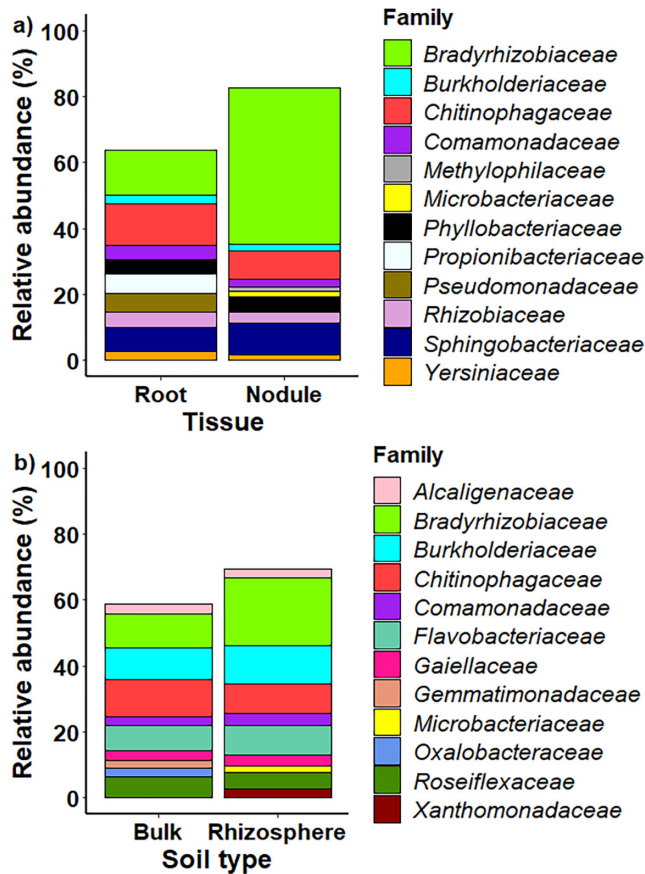 a)
Relative abundance (%)
100
80
60
40
20
0
Root Nodule
Tissue
Family
Bradyrhizobiaceae
Burkholderiaceae
Chitinophagaceae
Comamonadaceae
Methylophilaceae
Microbacteriaceae
Phyllobacteriaceae
Propionibacteriaceae
Pseudomonadaceae
Rhizobiaceae
Sphingobacteriaceae
Yersiniaceae
b)
Relative abundance (%)
100
80
60
40
20
0
Bulk Rhizosphere
Soil type
Family
Alcaligenaceae
Bradyrhizobiaceae
Burkholderiaceae
Chitinophagaceae
Comamonadaceae
Flavobacteriaceae
Gaiellaceae
Gemmatimonadaceae
Microbacteriaceae
Oxalobacteraceae
Roseiflexaceae
Xanthomonadaceae